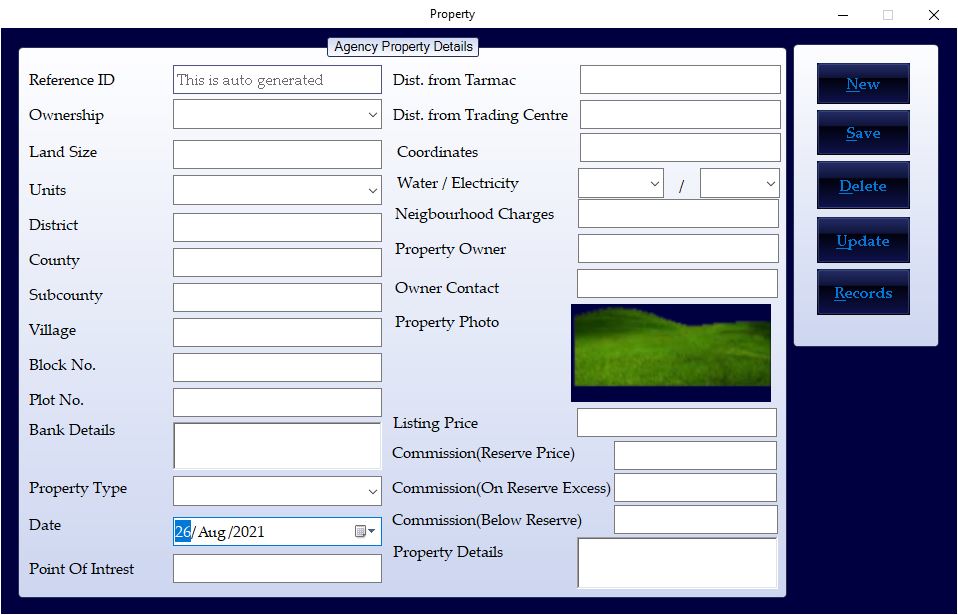 Property
Agency Property Details
Reference ID
This is auto generated
Ownership
Land Size
Units
District
County
Subcounty
Village
Block No.
Plot No.
Bank Details
Property Type
Date
26/Aug/2021
Point Of Intrest
Dist. from Tarmac
Dist. from Trading Centre
Coordinates
Water / Electricity
/
Neigbourhood Charges
Property Owner
Owner Contact
Property Photo
Listing Price
Commission(Reserve Price)
Commission(On Reserve Excess)
Commission(Below Reserve)
Property Details
New
Save
Delete
Update
Records